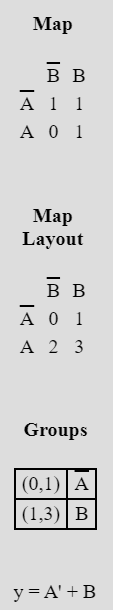 Map
B̅ B
A̅ 1 1
A 0 1
Map
Layout
B̅ B
A̅ 0 1
A 2 3
Groups
(0,1) A̅
(1,3) B
y = A' + B